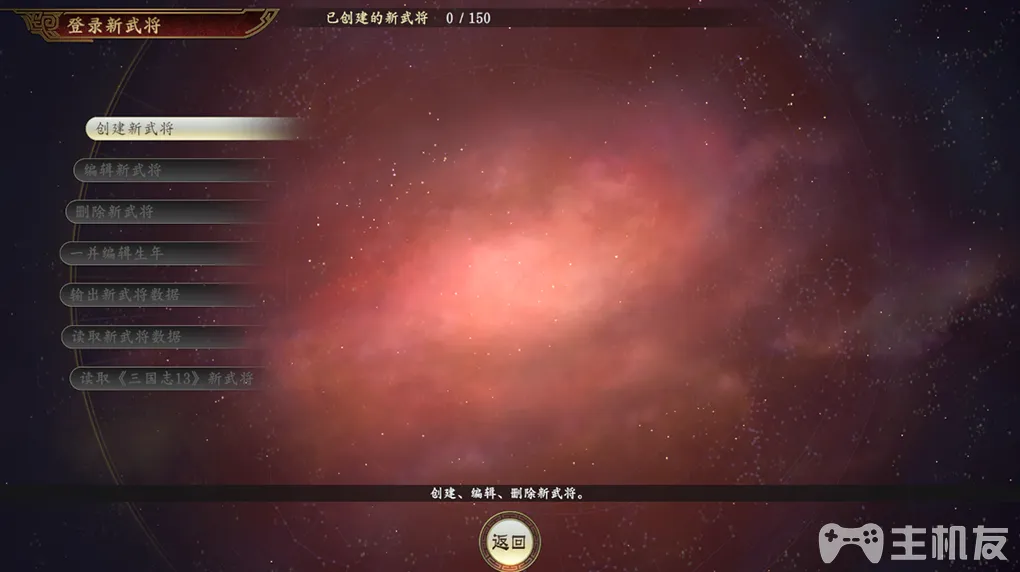 登录新武将
已创建的新武将 0/150
创建新武将
编辑新武将
删除新武将
一并编辑生年
输出新武将数据
读取新武将数据
读取《三国志13》新武将
创建、编辑、删除新武将。
返回
主机友